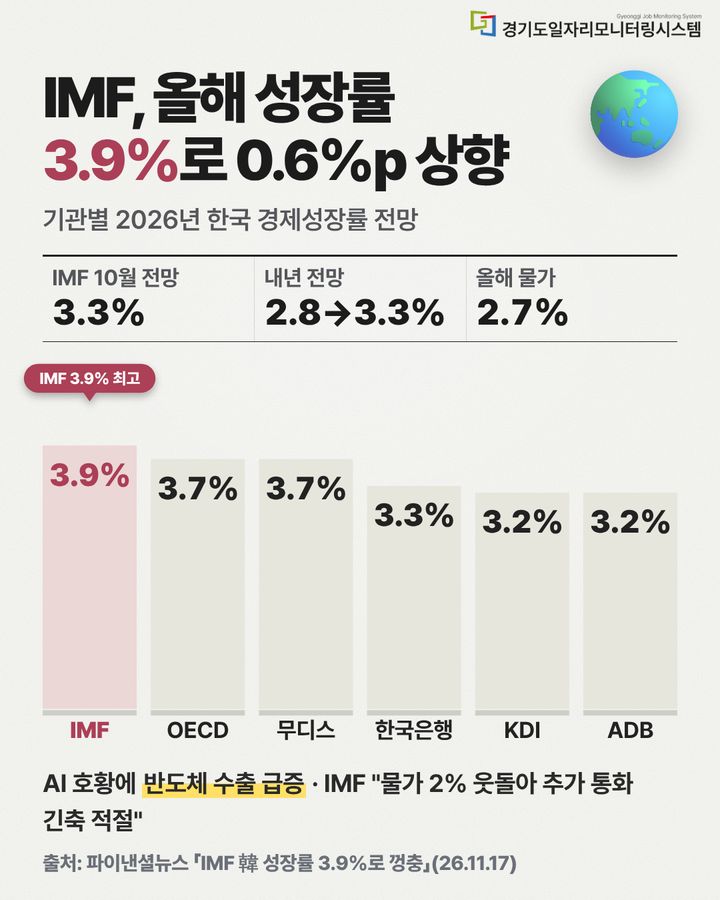 Gyeonggi Job Monitoring System
경기도일자리모니터링시스템
IMF, 올해 성장률
3.9%로 0.6%p 상향
기관별 2026년 한국 경제성장률 전망
IMF 10월 전망
3.3%
내년 전망
2.8→3.3%
올해 물가
2.7%
IMF 3.9% 최고
3.9%
3.7%
3.7%
3.3%
3.2%
3.2%
IMF
OECD
무디스
한국은행
KDI
ADB
AI 호황에 반도체 수출 급증 · IMF "물가 2% 웃돌아 추가 통화
긴축 적절"
출처: 파이낸셜뉴스 「IMF 韓 성장률 3.9%로 껑충」(26.11.17)